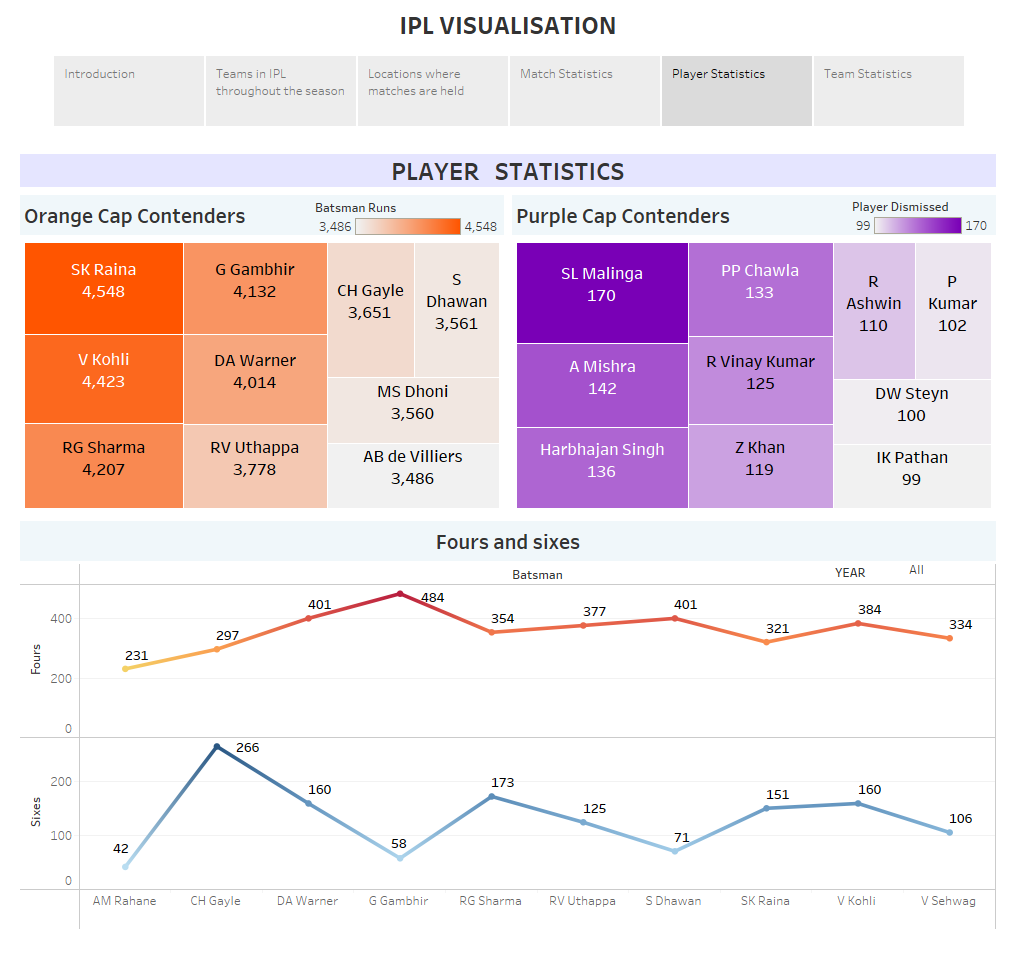 IPL VISUALISATION
Introduction
Teams in IPL
throughout the season
Locations where
matches are held
Match Statistics
Player Statistics
Team Statistics
PLAYER STATISTICS
Orange Cap Contenders
Batsman Runs
3,486
4,548
SK Raina
4,548
V Kohli
4,423
RG Sharma
4,207
G Gambhir
4,132
DA Warner
4,014
RV Uthappa
3,778
CH Gayle
3,651
S
Dhawan
3,561
MS Dhoni
3,560
AB de Villiers
3,486
Purple Cap Contenders
Player Dismissed
99
170
SL Malinga
170
A Mishra
142
Harbhajan Singh
136
PP Chawla
133
R Vinay Kumar
125
Z Khan
119
R
Ashwin
110
P
Kumar
102
DW Steyn
100
IK Pathan
99
Fours and sixes
Batsman
YEAR
All
Fours
400
200
0
231
297
401
484
354
377
401
321
384
334
Sixes
200
100
0
42
266
160
58
173
125
71
151
160
106
AM Rahane
CH Gayle
DA Warner
G Gambhir
RG Sharma
RV Uthappa
S Dhawan
SK Raina
V Kohli
V Sehwag